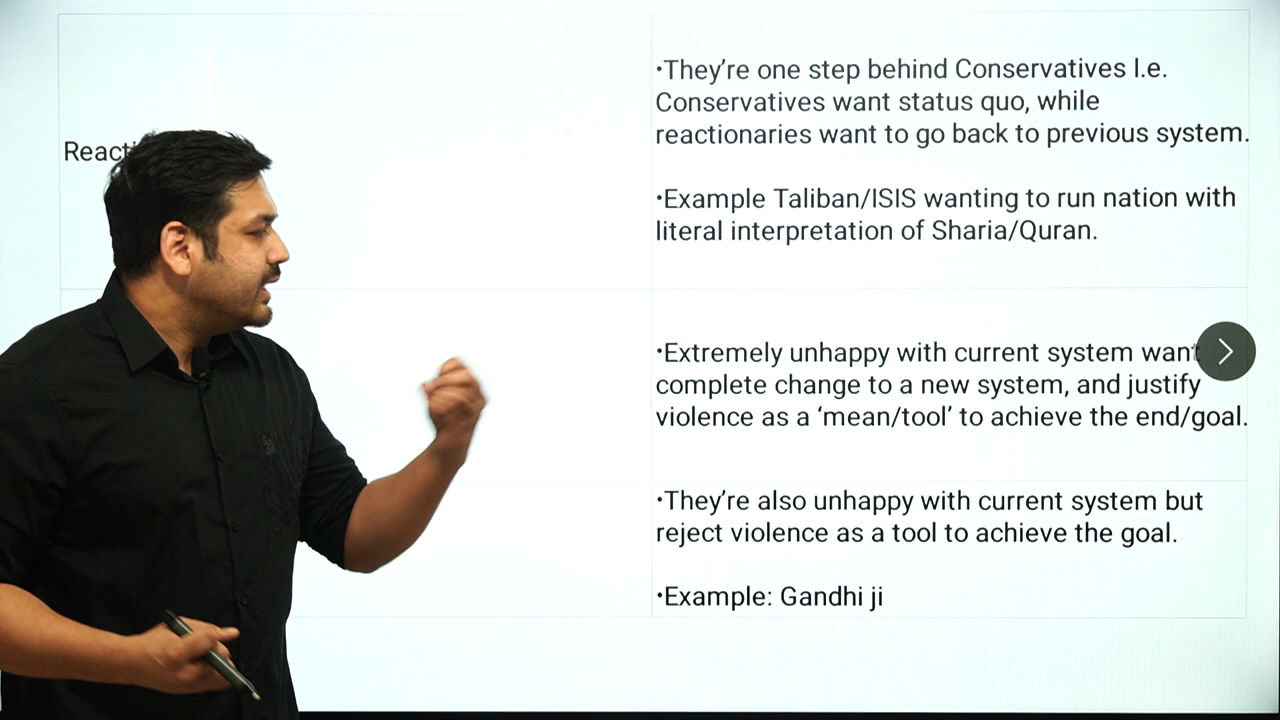 •They’re one step behind Conservatives I.e.
Conservatives want status quo, while
reactionaries want to go back to previous system.
•Example Taliban/ISIS wanting to run nation with
literal interpretation of Sharia/Quran.
•Extremely unhappy with current system want
complete change to a new system, and justify
violence as a ‘mean/tool’ to achieve the end/goal.
•They’re also unhappy with current system but
reject violence as a tool to achieve the goal.
•Example: Gandhi ji